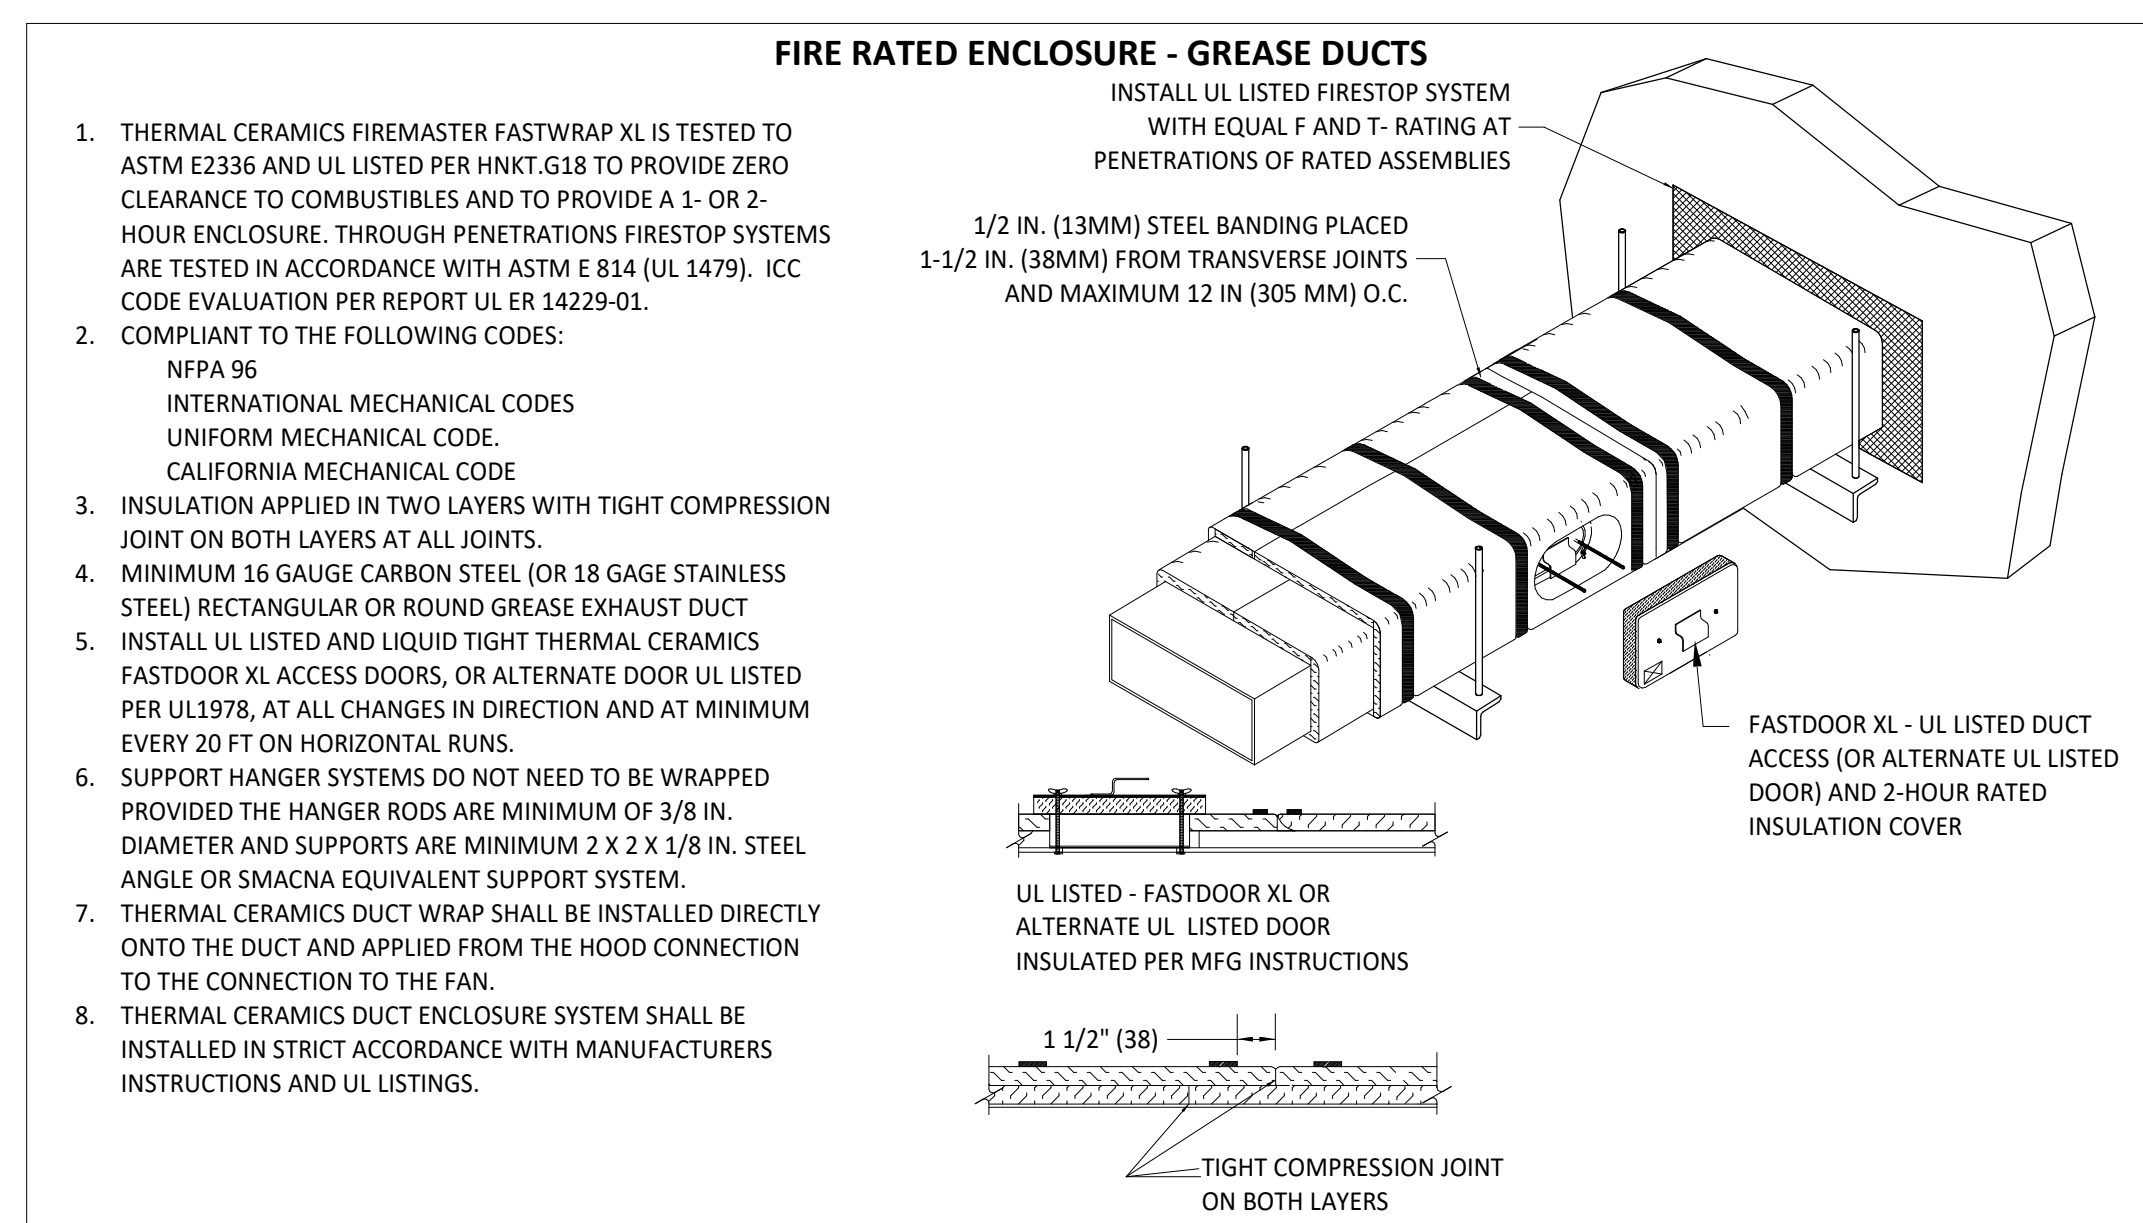 FIRE RATED ENCLOSURE - GREASE DUCTS
1. THERMAL CERAMICS FIREMASTER FASTWRAP XL IS TESTED TO
ASTM E2336 AND UL LISTED PER HNKT.G18 TO PROVIDE ZERO
CLEARANCE TO COMBUSTIBLES AND TO PROVIDE A 1- OR 2-
HOUR ENCLOSURE. THROUGH PENETRATIONS FIRESTOP SYSTEMS
ARE TESTED IN ACCORDANCE WITH ASTM E 814 (UL 1479).  ICC
CODE EVALUATION PER REPORT UL ER 14229-01.
2. COMPLIANT TO THE FOLLOWING CODES:
NFPA 96
INTERNATIONAL MECHANICAL CODES
UNIFORM MECHANICAL CODE.
CALIFORNIA MECHANICAL CODE
3. INSULATION APPLIED IN TWO LAYERS WITH TIGHT COMPRESSION
JOINT ON BOTH LAYERS AT ALL JOINTS.
4. MINIMUM 16 GAUGE CARBON STEEL (OR 18 GAGE STAINLESS
STEEL) RECTANGULAR OR ROUND GREASE EXHAUST DUCT
5. INSTALL UL LISTED AND LIQUID TIGHT THERMAL CERAMICS
FASTDOOR XL ACCESS DOORS, OR ALTERNATE DOOR UL LISTED
PER UL1978, AT ALL CHANGES IN DIRECTION AND AT MINIMUM
EVERY 20 FT ON HORIZONTAL RUNS.
6. SUPPORT HANGER SYSTEMS DO NOT NEED TO BE WRAPPED
PROVIDED THE HANGER RODS ARE MINIMUM OF 3/8 IN.
DIAMETER AND SUPPORTS ARE MINIMUM 2 X 2 X 1/8 IN. STEEL
ANGLE OR SMACNA EQUIVALENT SUPPORT SYSTEM.
7. THERMAL CERAMICS DUCT WRAP SHALL BE INSTALLED DIRECTLY
ONTO THE DUCT AND APPLIED FROM THE HOOD CONNECTION
TO THE CONNECTION TO THE FAN.
8. THERMAL CERAMICS DUCT ENCLOSURE SYSTEM SHALL BE
INSTALLED IN STRICT ACCORDANCE WITH MANUFACTURERS
INSTRUCTIONS AND UL LISTINGS.
INSTALL UL LISTED FIRESTOP SYSTEM
WITH EQUAL F AND T- RATING AT
PENETRATIONS OF RATED ASSEMBLIES
1/2 IN. (13MM) STEEL BANDING PLACED
1-1/2 IN. (38MM) FROM TRANSVERSE JOINTS
AND MAXIMUM 12 IN (305 MM) O.C.
FASTDOOR XL - UL LISTED DUCT
ACCESS (OR ALTERNATE UL LISTED
DOOR) AND 2-HOUR RATED
INSULATION COVER
UL LISTED - FASTDOOR XL OR
ALTERNATE UL  LISTED DOOR
INSULATED PER MFG INSTRUCTIONS
1 1/2" (38)
TIGHT COMPRESSION JOINT
ON BOTH LAYERS